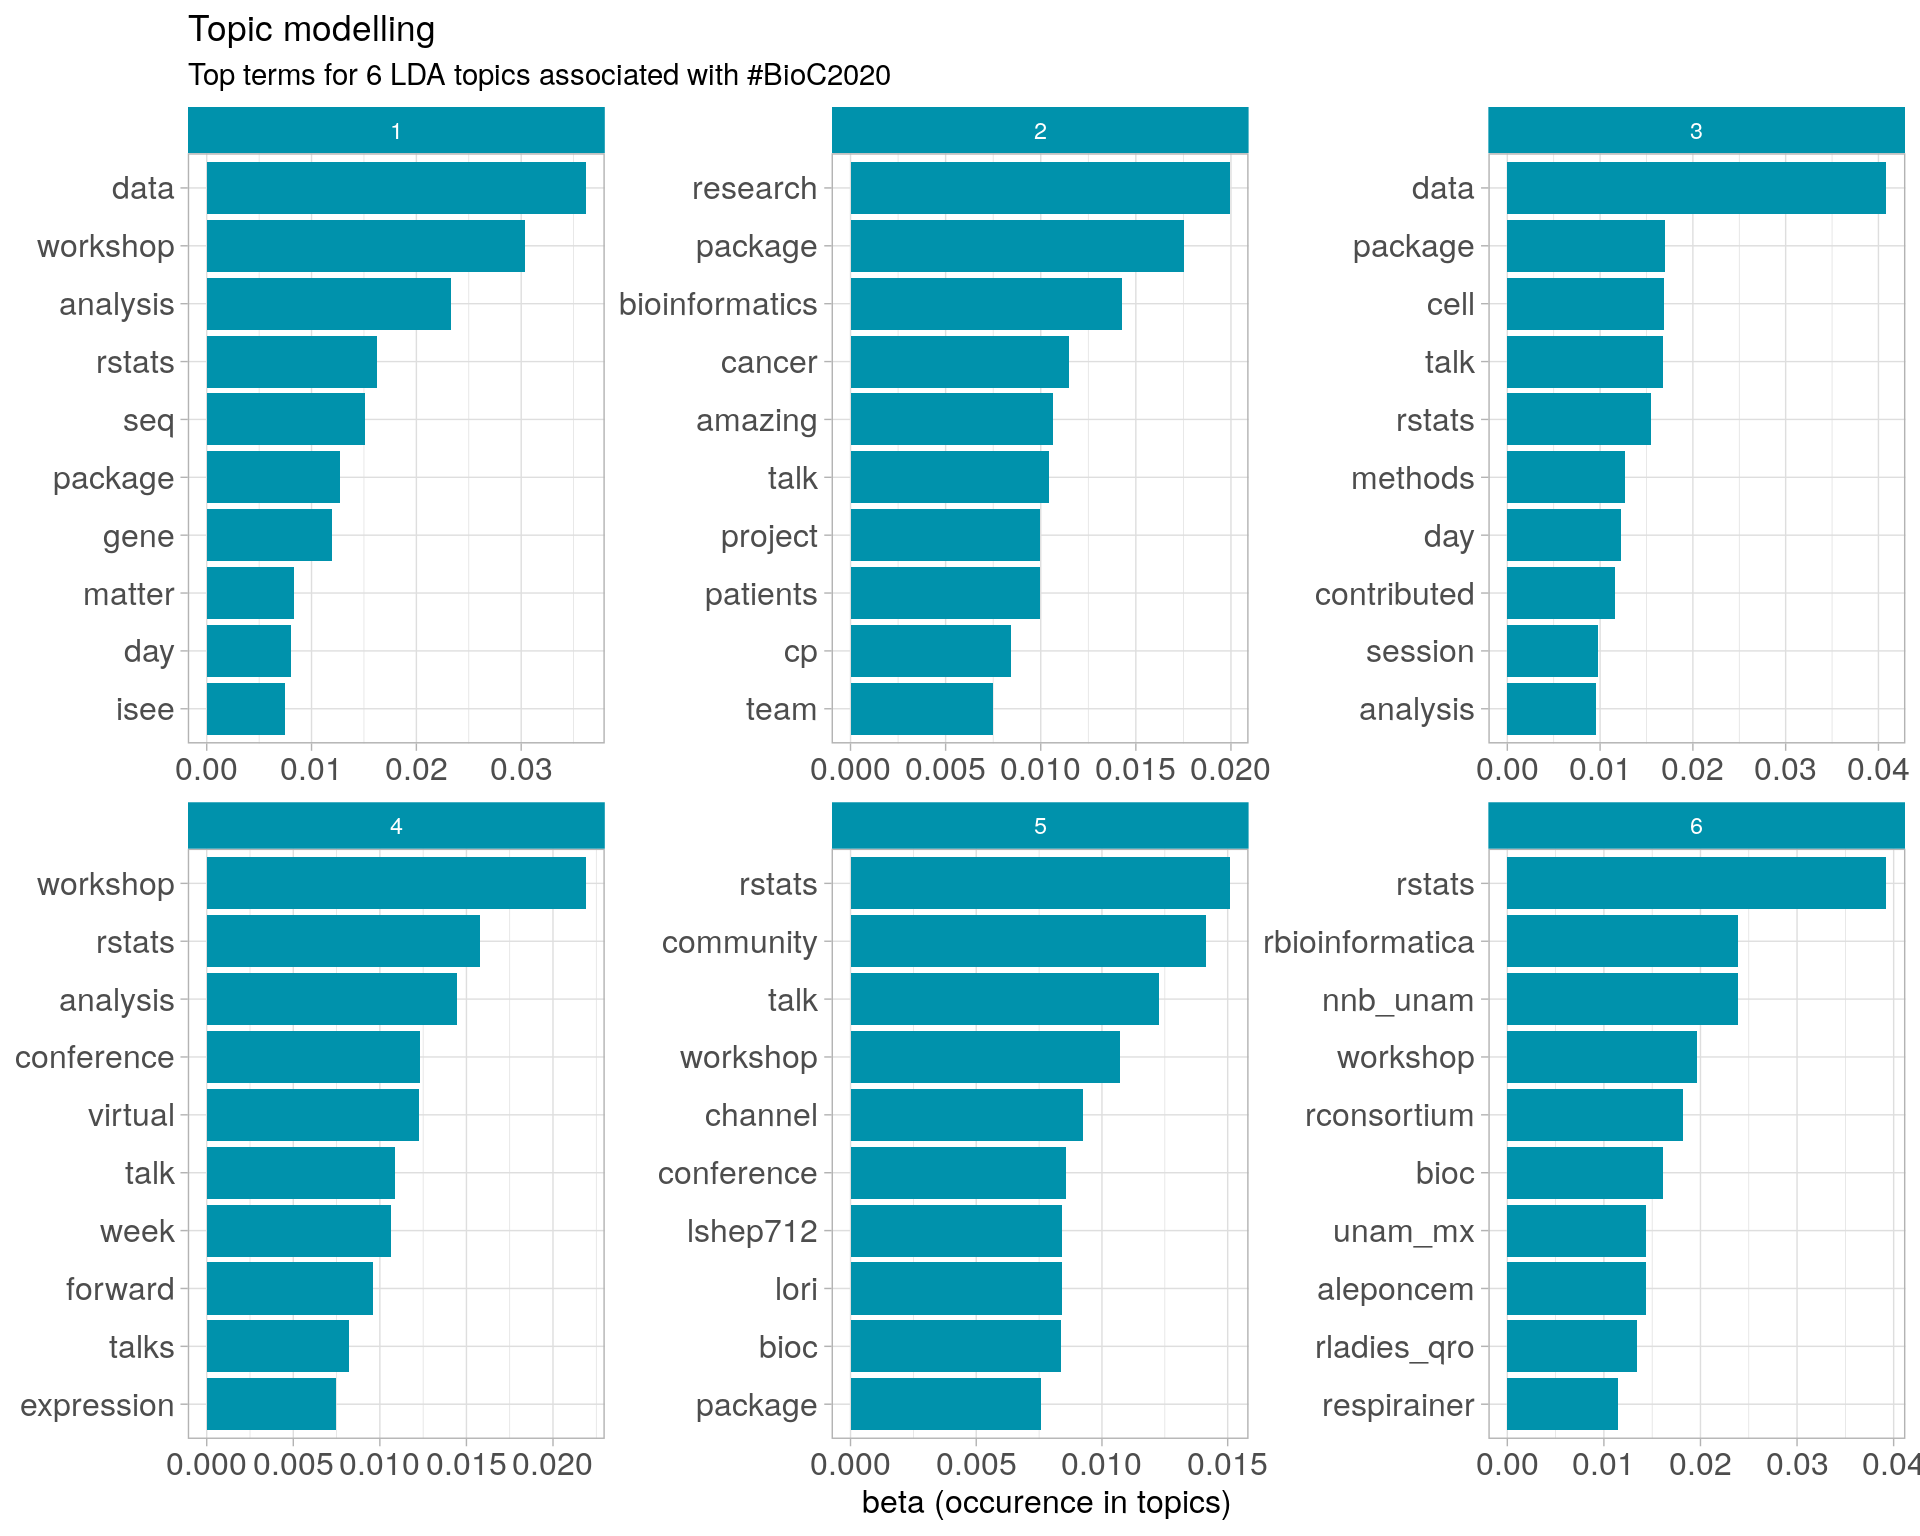 Topic modelling
Top terms for 6 LDA topics associated with #BioC2020
1
data
workshop
analysis
rstats
seq
package
gene
matter
day
isee
0.00 0.01 0.02 0.03
2
research
package
bioinformatics
cancer
amazing
talk
project
patients
cp
team
0.000 0.005 0.010 0.015 0.020
3
data
package
cell
talk
rstats
methods
day
contributed
session
analysis
0.00 0.01 0.02 0.03 0.04
4
workshop
rstats
analysis
conference
virtual
talk
week
forward
talks
expression
0.000 0.005 0.010 0.015 0.020
5
rstats
community
talk
workshop
channel
conference
lshep712
lori
bioc
package
0.000 0.005 0.010 0.015
6
rstats
rbioinformatica
nnb_unam
workshop
rconsortium
bioc
unam_mx
aleponcem
rladies_qro
respirainer
0.00 0.01 0.02 0.03 0.04
beta (occurence in topics)